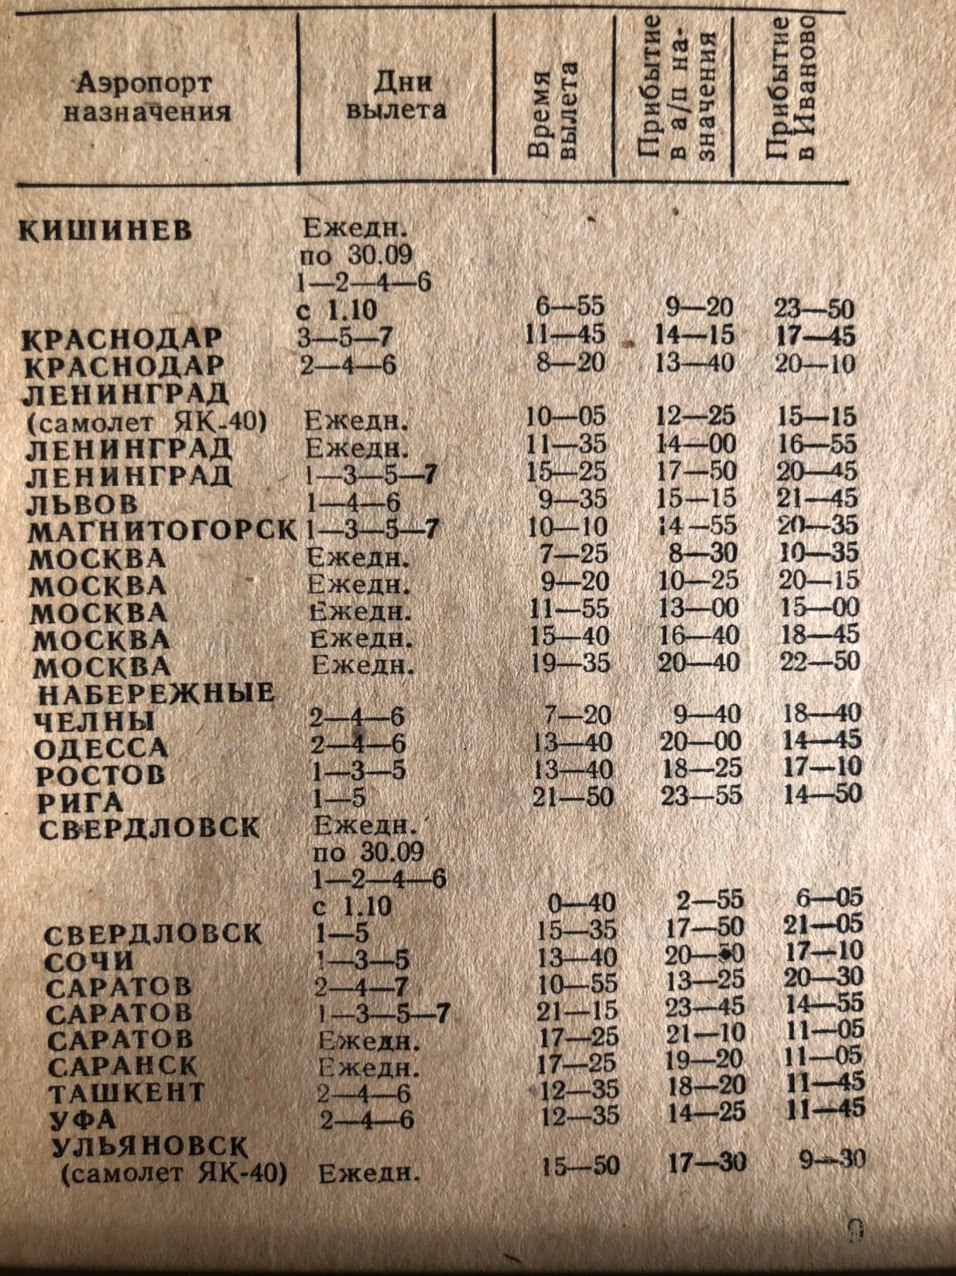 Аэропорт назначения Дни вылета Время вылета Прибытие в а/п на- значения Прибытие в Иваново
КИШИНЕВ Ежедн.
по 30.09
1—2—4—6
с 1.10 6—55 9—20 23—50
КРАСНОДАР 3—5—7 11—45 14—15 17—45
КРАСНОДАР 2—4—6 8—20 13—40 20—10
ЛЕНИНГРАД
(самолет ЯК-40) Ежедн. 10—05 12—25 15—15
ЛЕНИНГРАД Ежедн. 11—35 14—00 16—55
ЛЕНИНГРАД 1—3—5—7 15—25 17—50 20—45
ЛЬВОВ 1—4—6 9—35 15—15 21—45
МАГНИТОГОРСК 1—3—5—7 10—10 14—55 20—35
МОСКВА Ежедн. 7—25 8—30 10—35
МОСКВА Ежедн. 9—20 10—25 20—15
МОСКВА Ежедн. 11—55 13—00 15—00
МОСКВА Ежедн. 15—40 16—40 18—45
МОСКВА Ежедн. 19—35 20—40 22—50
НАБЕРЕЖНЫЕ
ЧЕЛНЫ 2—4—6 7—20 9—40 18—40
ОДЕССА 2—4—6 13—40 20—00 14—45
РОСТОВ 1—3—5 13—40 18—25 17—10
РИГА 1—5 21—50 23—55 14—50
СВЕРДЛОВСК Ежедн.
по 30.09
1—2—4—6
с 1.10 0—40 2—55 6—05
СВЕРДЛОВСК 1—5 15—35 17—50 21—05
СОЧИ 1—3—5 13—40 17—10
САРАТОВ 2—4—7 10—55 13—25 20—30
САРАТОВ 1—3—5—7 21—15 23—45 14—55
САРАТОВ Ежедн. 17—25 21—10 11—05
САРАНСК Ежедн. 17—25 19—20 11—05
ТАШКЕНТ 2—4—6 12—35 18—20 11—45
УФА 2—4—6 12—35 14—25 11—45
УЛЬЯНОВСК
(самолет ЯК-40) Ежедн. 15—50 17—30 9—30
9